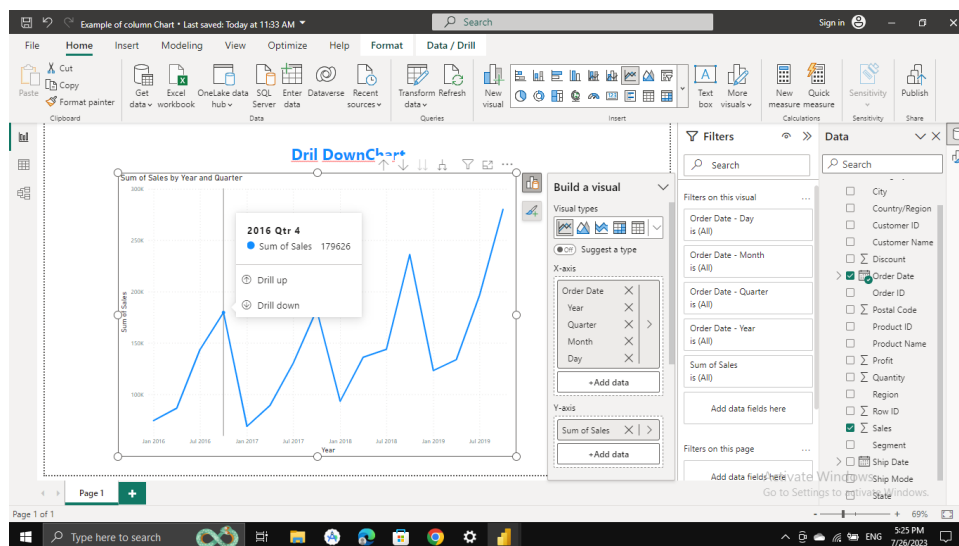 Example of column Chart • Last saved: Today at 11:33 AM
Search
Sign in
File Home Insert Modeling View Optimize Help Format Data / Drill
Paste
Cut
Copy
Format painter
Clipboard
Get data
Excel workbook
OneLake data hub
SQL Server
Enter data
Dataverse
Recent sources
Data
Transform data
Refresh
Queries
New visual
Text box
More visuals
Insert
New measure
Quick measure
Calculations
Sensitivity
Sensitivity
Publish
Share
Dril DownChart
Sum of Sales by Year and Quarter
300K
250K
200K
150K
100K
Sum of Sales
2016 Qtr 4
Sum of Sales 179626
Drill up
Drill down
Jan 2016 Jul 2016 Jan 2017 Jul 2017 Jan 2018 Jul 2018 Jan 2019 Jul 2019
Year
Build a visual
Visual types
Off Suggest a type
X-axis
Order Date
Year
Quarter
Month
Day
+Add data
Y-axis
Sum of Sales
+Add data
Filters
Search
Filters on this visual
Order Date - Day
is (All)
Order Date - Month
is (All)
Order Date - Quarter
is (All)
Order Date - Year
is (All)
Sum of Sales
is (All)
Add data fields here
Filters on this page
Add data fields here
Data
Search
City
Country/Region
Customer ID
Customer Name
Discount
Order Date
Order ID
Postal Code
Product ID
Product Name
Profit
Quantity
Region
Row ID
Sales
Segment
Ship Date
Ship Mode
State
Activate Windows
Go to Settings to activate Windows.
Page 1
Page 1 of 1
69%
Type here to search
ENG
5:25 PM
7/26/2023